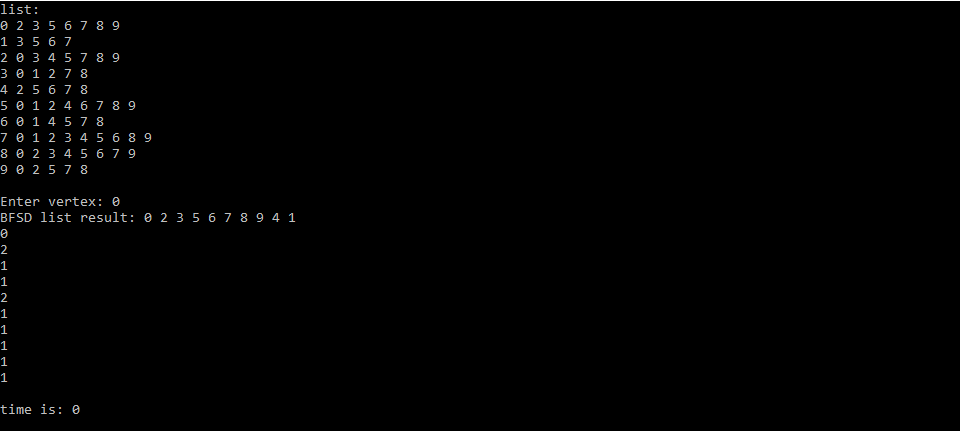 list:
0 2 3 5 6 7 8 9
1 3 5 6 7
2 0 3 4 5 7 8 9
3 0 1 2 7 8
4 2 5 6 7 8
5 0 1 2 4 6 7 8 9
6 0 1 4 5 7 8
7 0 1 2 3 4 5 6 8 9
8 0 2 3 4 5 6 7 9
9 0 2 5 7 8
Enter vertex: 0
BFSD list result: 0 2 3 5 6 7 8 9 4 1
0
2
1
1
2
1
1
1
1
1
time is: 0